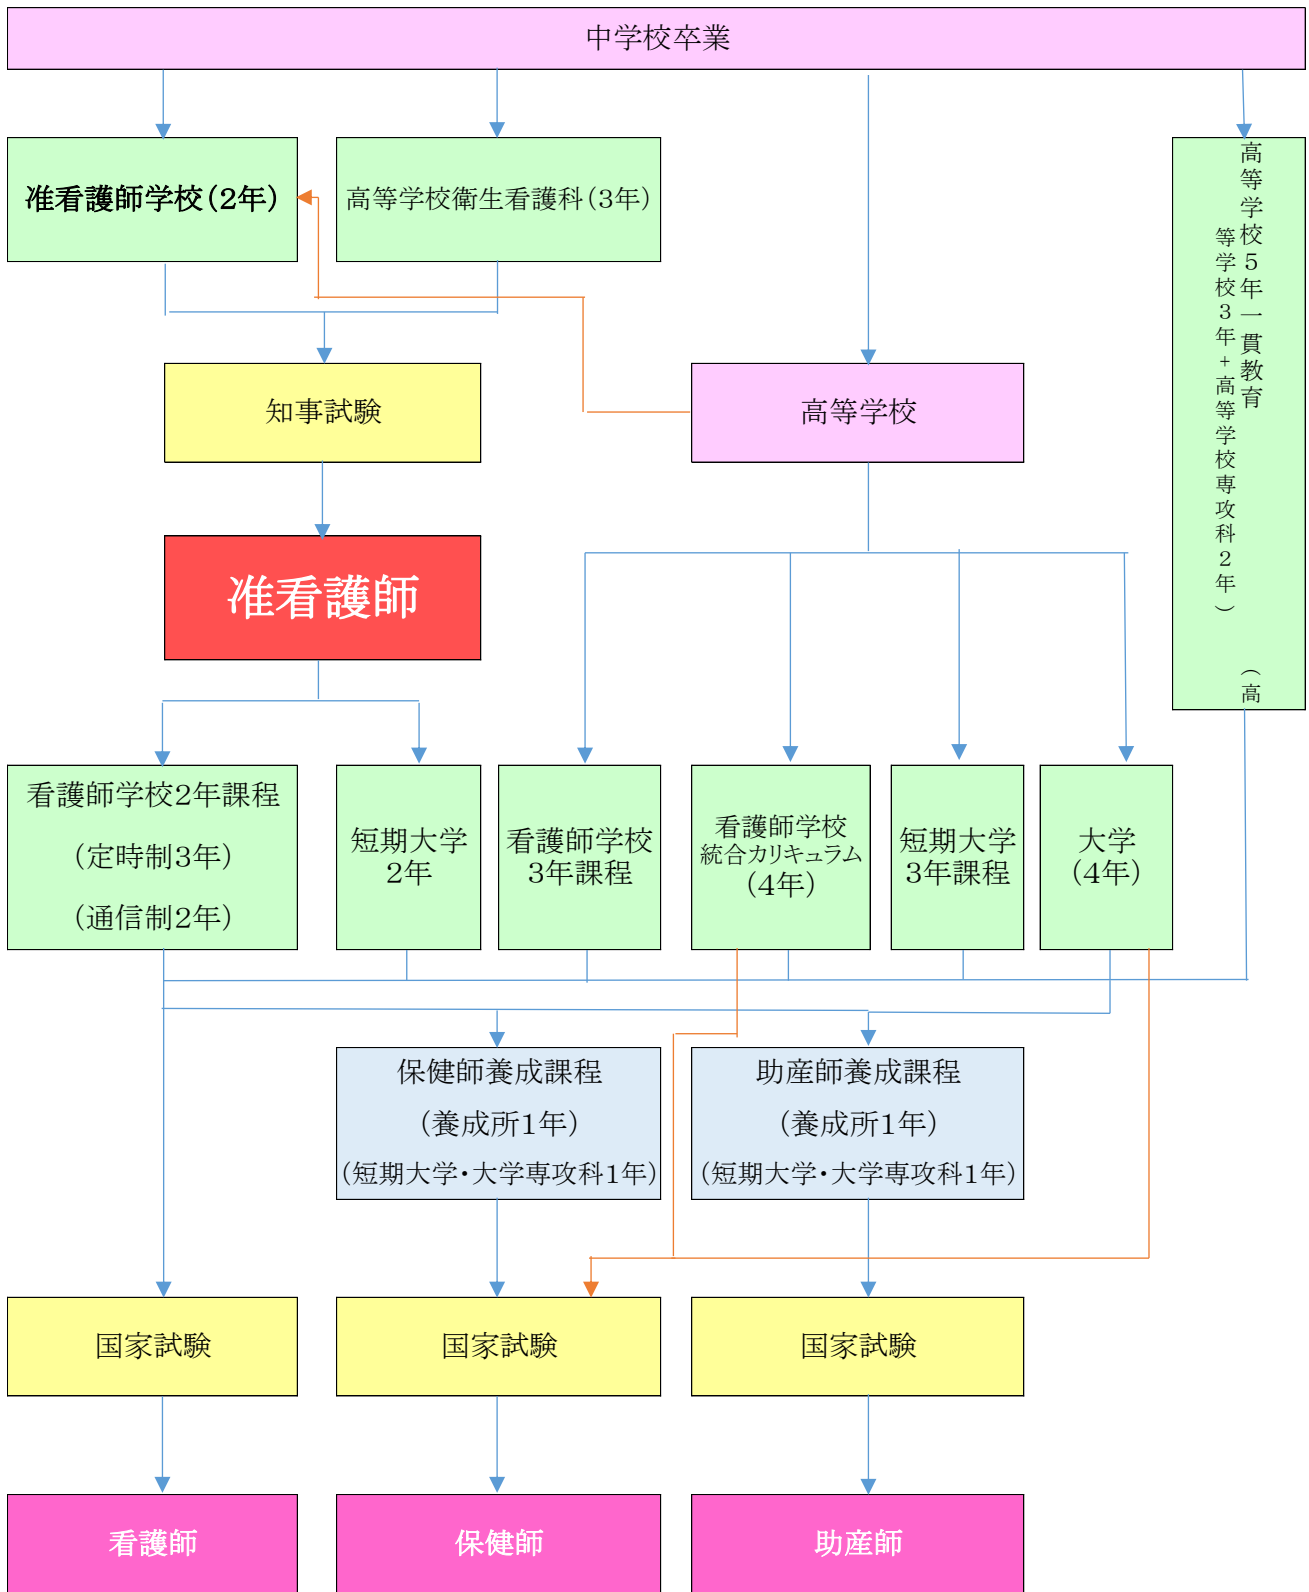 中学校卒業
准看護師学校(2年)
高等学校衛生看護科(3年)
高等学校5年一貫教育　　　　　　　　　　(高
等学校3年+高等学校専攻科2年)
知事試験
高等学校
准看護師
看護師学校2年課程
(定時制3年)
(通信制2年)
短期大学
2年
看護師学校
3年課程
看護師学校
統合カリキュラム
(4年)
短期大学
3年課程
大学
(4年)
保健師養成課程
(養成所1年)
(短期大学・大学専攻科1年)
助産師養成課程
(養成所1年)
(短期大学・大学専攻科1年)
国家試験
国家試験
国家試験
看護師
保健師
助産師